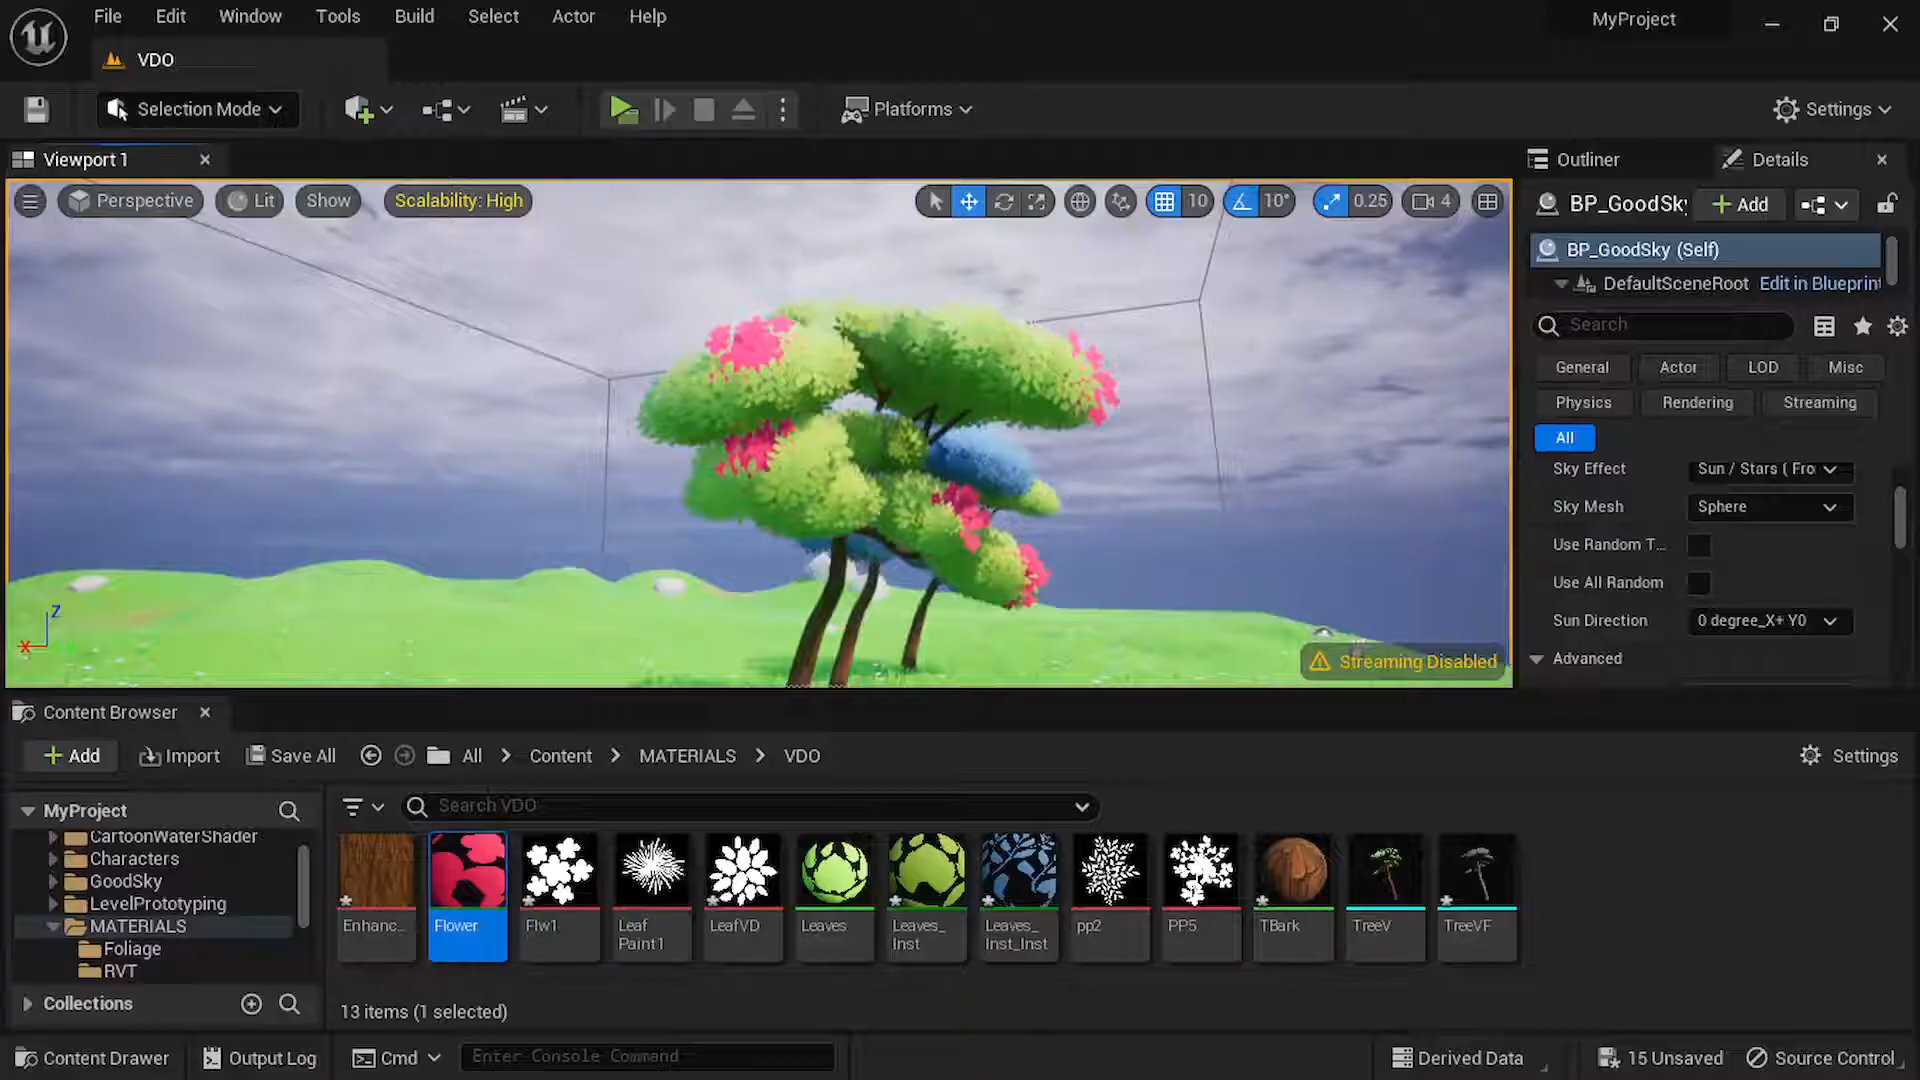 File Edit Window Tools Build Select Actor Help
MyProject
VDO
Selection Mode
Platforms
Settings
Viewport 1
Outliner
Details
Perspective
Lit
Show
Scalability: High
10
10°
0.25
4
BP_GoodSky
Add
BP_GoodSky (Self)
DefaultSceneRoot Edit in Blueprint
Search
General Actor LOD Misc
Physics Rendering Streaming
All
Sky Effect Sun / Stars ( Fro
Sky Mesh Sphere
Use Random T...
Use All Random
Sun Direction 0 degree_X+ Y0
Advanced
Z
X
Streaming Disabled
Content Browser
Add
Import
Save All
All > Content > MATERIALS > VDO
Settings
MyProject
CartoonWaterShader
Characters
GoodSky
LevelPrototyping
MATERIALS
Foliage
RVT
Collections
Search VDO
Enhanc...
Flower
Flw1
Leaf
Paint1
LeafVD
Leaves
Leaves_
Inst
Leaves_
Inst_Inst
pp2
PP5
TBark
TreeV
TreeVF
13 items (1 selected)
Content Drawer
Output Log
Cmd
Enter Console Command
Derived Data
15 Unsaved
Source Control